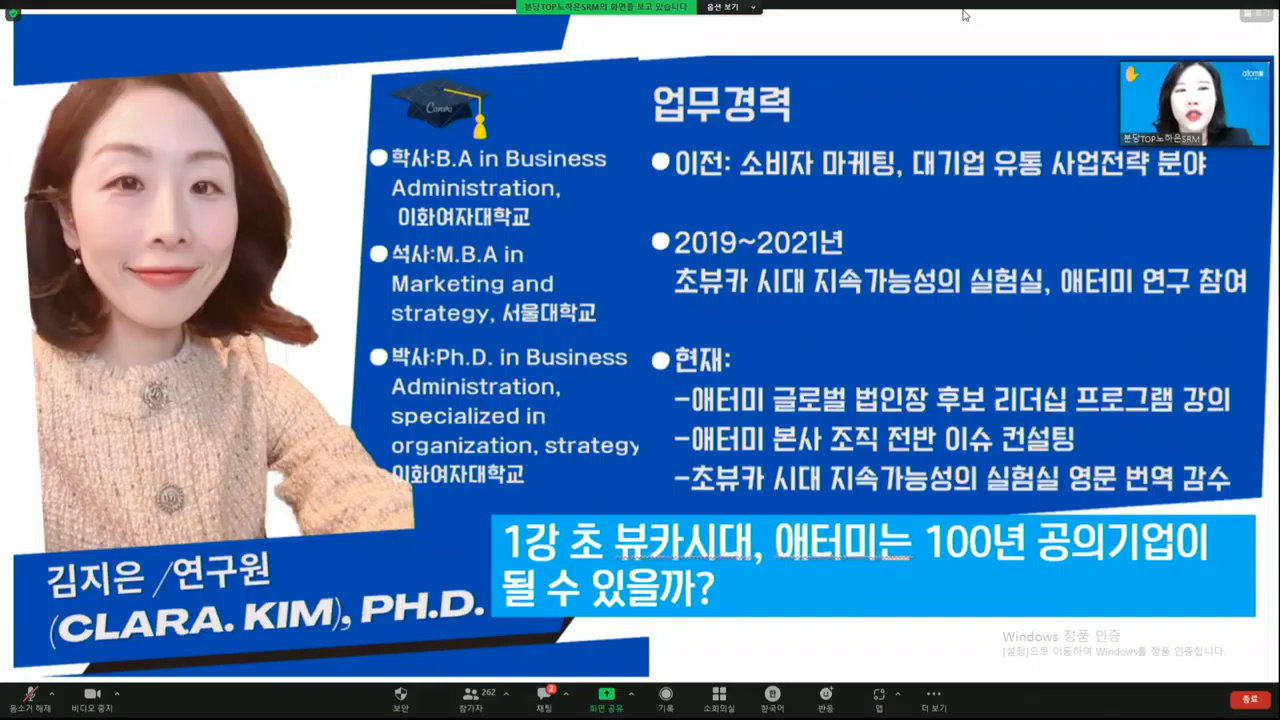 분당TOP노하은SRM의 화면을 보고 있습니다
옵션 보기
Canva
학사:B.A in Business
Administration,
이화여자대학교
석사:M.B.A in
Marketing and
strategy, 서울대학교
박사:Ph.D. in Business
Administration,
specialized in
organization, strategy
이화여자대학교
업무경력
이전: 소비자 마케팅, 대기업 유통 사업전략 분야
2019~2021년
초뷰카 시대 지속가능성의 실험실, 애터미 연구 참여
현재:
-애터미 글로벌 법인장 후보 리더십 프로그램 강의
-애터미 본사 조직 전반 이슈 컨설팅
-초뷰카 시대 지속가능성의 실험실 영문 번역 감수
분당TOP노하은SRM
1강 초 뷰카시대, 애터미는 100년 공의기업이
될 수 있을까?
김지은 /연구원
(CLARA. KIM), PH.D.
Windows 정품 인증
[설정]으로 이동하여 Windows를 정품 인증합니다.
음소거 해제
비디오 중지
보안
262
참가자
2
채팅
화면 공유
기록
소회의실
한
한국어
반응
앱
더 보기
종료